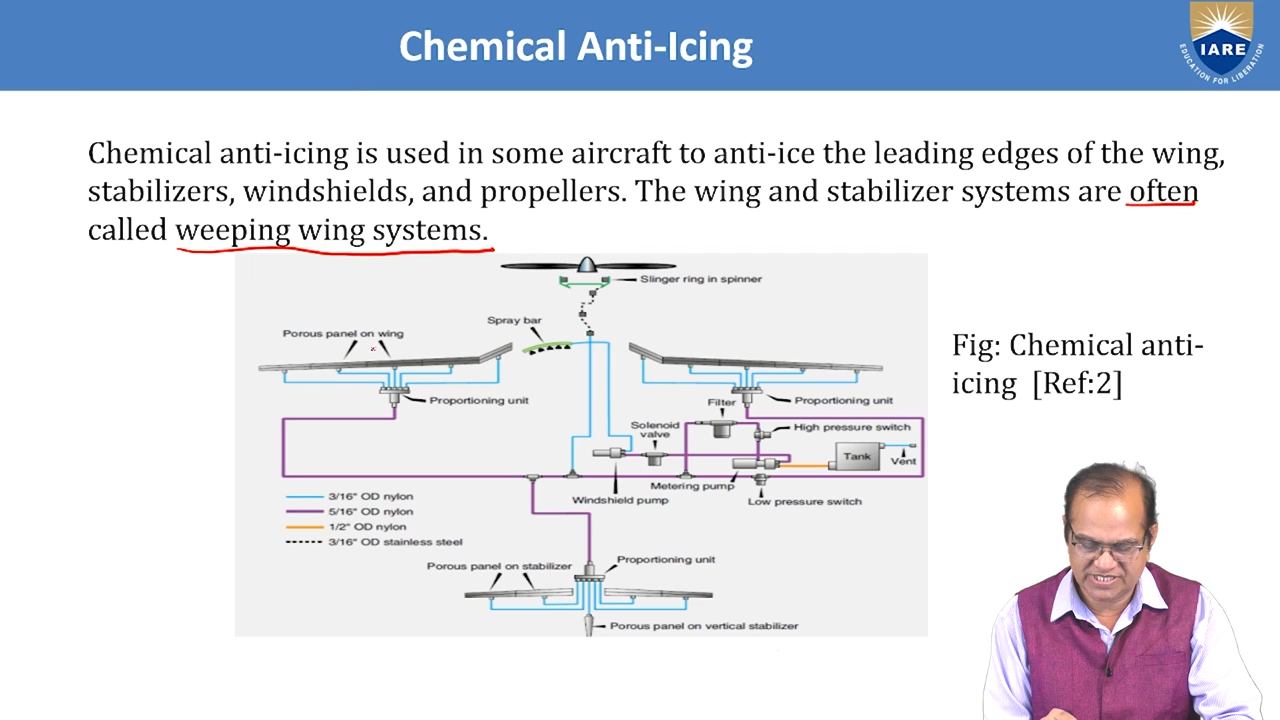 Chemical Anti-Icing
IARE
EDUCATION FOR LIBERATION
Chemical anti-icing is used in some aircraft to anti-ice the leading edges of the wing,
stabilizers, windshields, and propellers. The wing and stabilizer systems are often
called weeping wing systems.
Slinger ring in spinner
Spray bar
Porous panel on wing
Proportioning unit
Proportioning unit
Filter
High pressure switch
Solenoid
valve
Tank
Vent
Metering pump
Windshield pump
Low pressure switch
3/16" OD nylon
5/16" OD nylon
1/2" OD nylon
3/16" OD stainless steel
Porous panel on stabilizer
Proportioning unit
Porous panel on vertical stabilizer
Fig: Chemical anti-
icing [Ref:2]